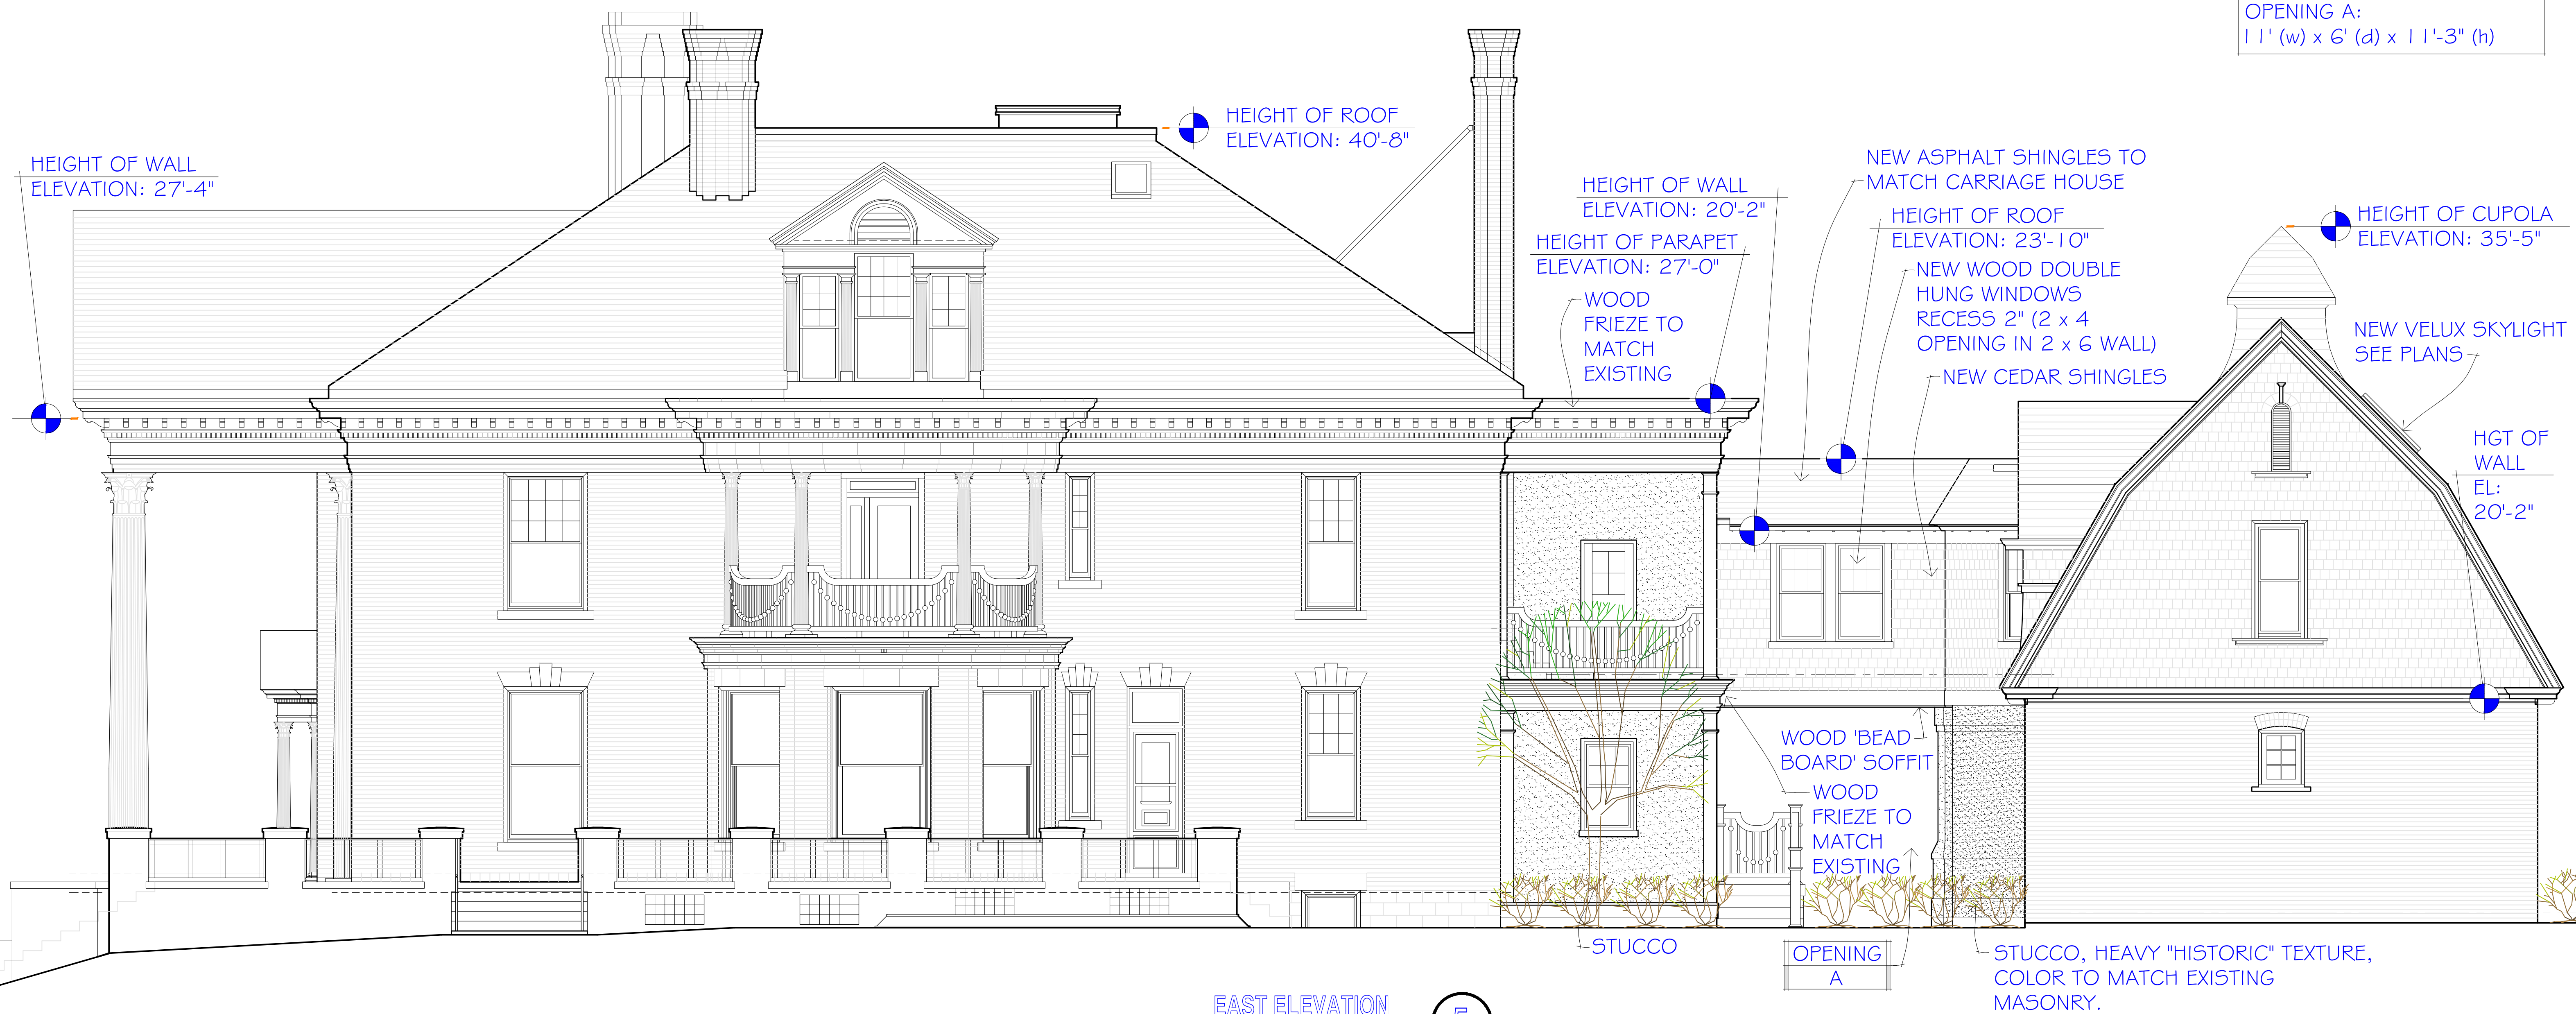 OPENING A:
11' (w) x 6' (d) x 11'-3" (h)
HEIGHT OF WALL
ELEVATION: 27'-4"
HEIGHT OF ROOF
ELEVATION: 40'-8"
HEIGHT OF WALL
ELEVATION: 20'-2"
HEIGHT OF PARAPET
ELEVATION: 27'-0"
WOOD
FRIEZE TO
MATCH
EXISTING
NEW ASPHALT SHINGLES TO
MATCH CARRIAGE HOUSE
HEIGHT OF ROOF
ELEVATION: 23'-10"
NEW WOOD DOUBLE
HUNG WINDOWS
RECESS 2" (2 x 4
OPENING IN 2 x 6 WALL)
NEW CEDAR SHINGLES
HEIGHT OF CUPOLA
ELEVATION: 35'-5"
NEW VELUX SKYLIGHT
SEE PLANS
HGT OF
WALL
EL:
20'-2"
WOOD 'BEAD
BOARD' SOFFIT
WOOD
FRIEZE TO
MATCH
EXISTING
STUCCO
OPENING
A
STUCCO, HEAVY "HISTORIC" TEXTURE,
COLOR TO MATCH EXISTING
MASONRY.
EAST ELEVATION
5